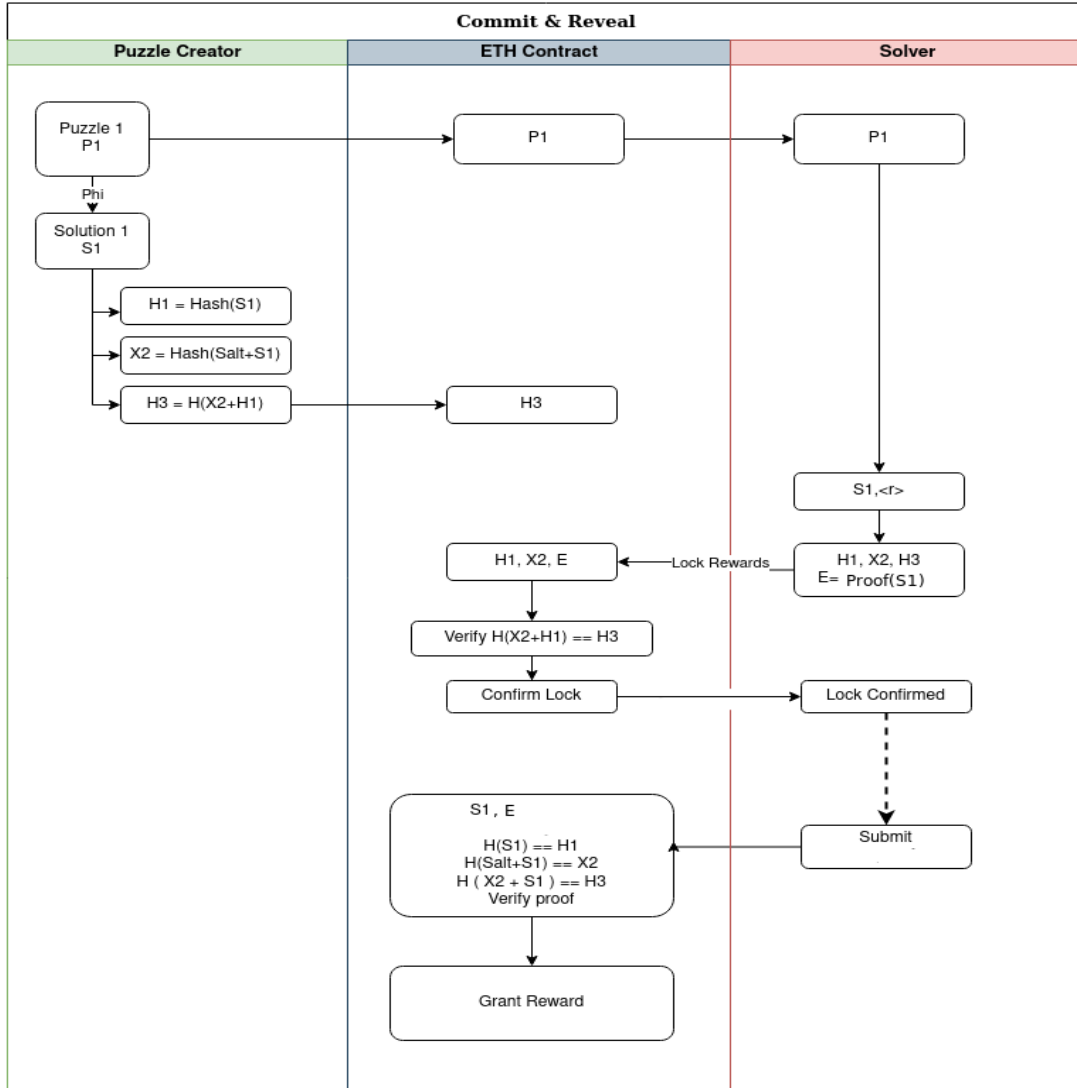 Commit & Reveal
Puzzle Creator
ETH Contract
Solver
Puzzle 1
P1
P1
P1
Phi
Solution 1
S1
H1 = Hash(S1)
X2 = Hash(Salt+S1)
H3 = H(X2+H1)
H3
S1,<r>
H1, X2, E
Lock Rewards
H1, X2, H3
E= Proof(S1)
Verify H(X2+H1) == H3
Confirm Lock
Lock Confirmed
S1, E
H(S1) == H1
H(Salt+S1) == X2
H ( X2 + S1 ) == H3
Verify proof
Submit
Grant Reward